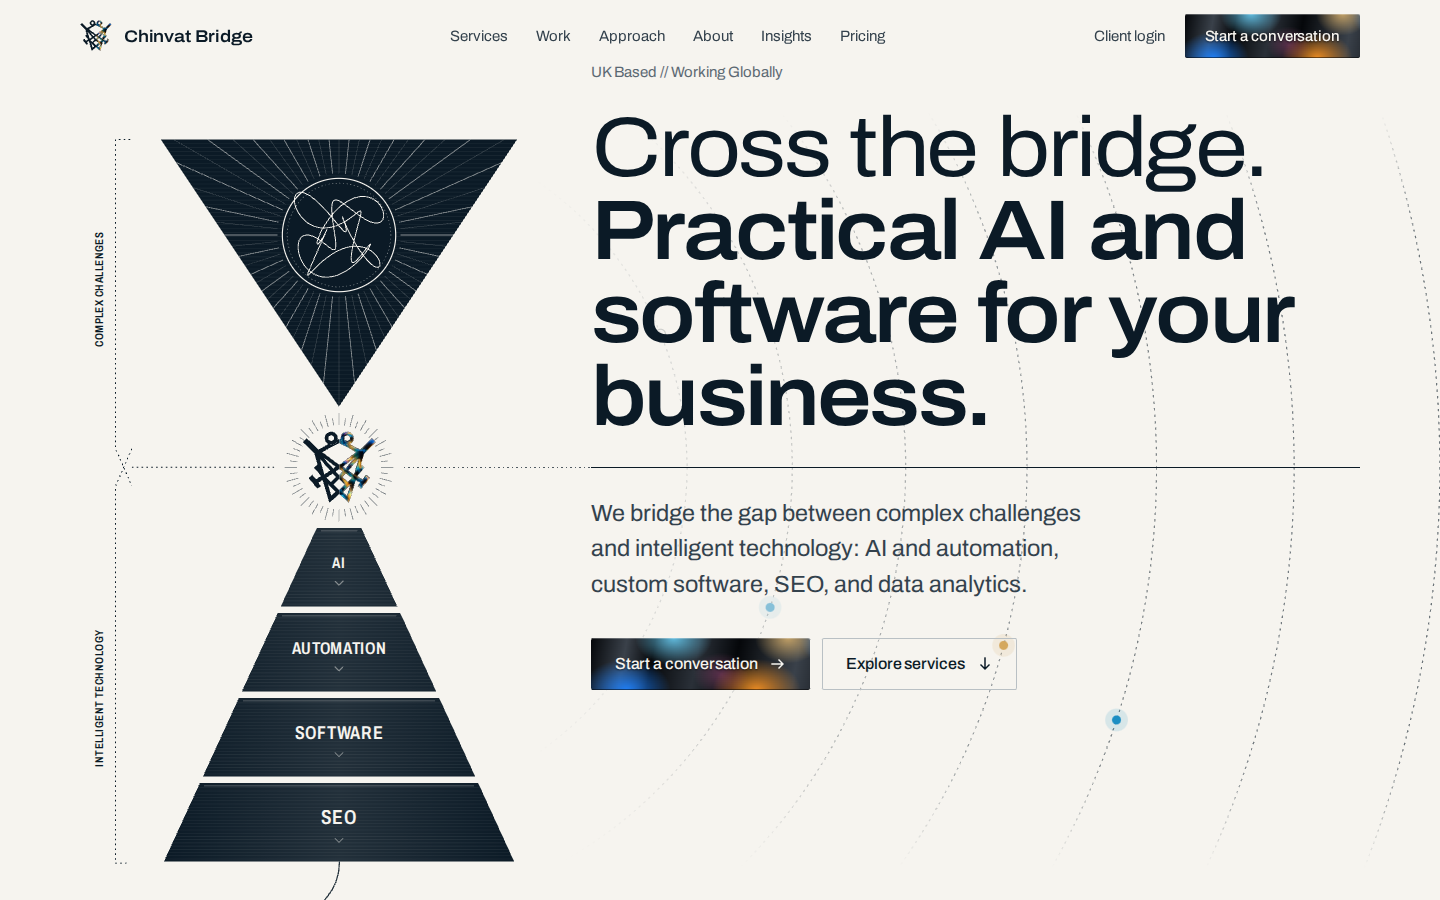 Chinvat Bridge
Services
Work
Approach
About
Insights
Pricing
Client login
Start a conversation
UK Based // Working Globally
Cross the bridge.
Practical AI and
software for your
business.
We bridge the gap between complex challenges
and intelligent technology: AI and automation,
custom software, SEO, and data analytics.
Start a conversation
Explore services
COMPLEX CHALLENGES
INTELLIGENT TECHNOLOGY
AI
AUTOMATION
SOFTWARE
SEO